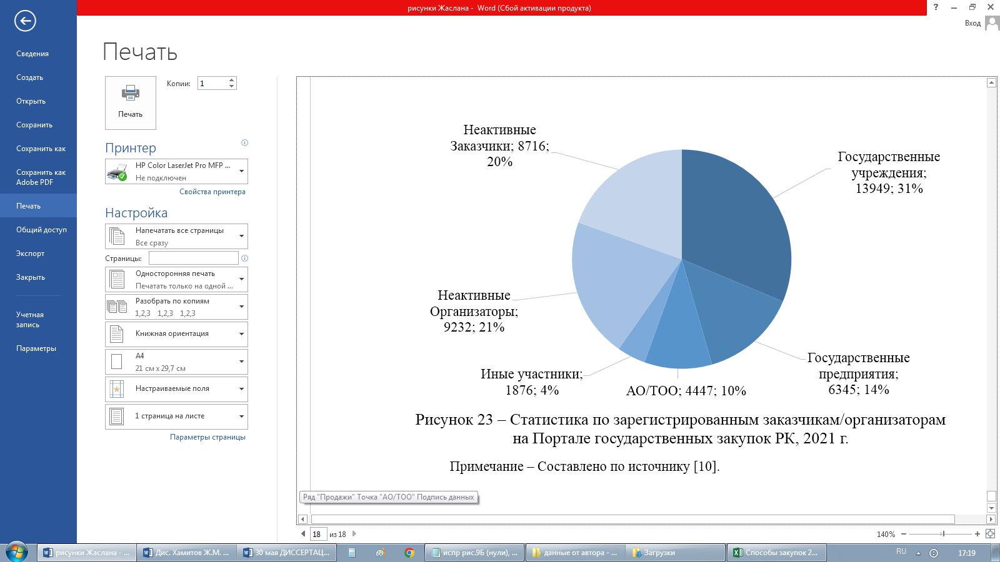 рисунки Жаслана - Word (Сбой активации продукта)
Вход
Сведения
Создать
Открыть
Сохранить
Сохранить как
Сохранить как
Adobe PDF
Печать
Общий доступ
Экспорт
Закрыть
Учетная
запись
Параметры
Печать
Печать
Копии: 1
Принтер
HP Color LaserJet Pro MFP ...
Не подключен
Свойства принтера
Настройка
Напечатать все страницы
Все сразу
Страницы:
Односторонняя печать
Печатать только на одной ...
Разобрать по копиям
1,2,3 1,2,3 1,2,3
Книжная ориентация
A4
21 см x 29,7 см
Настраиваемые поля
1 страница на листе
Параметры страницы
Неактивные
Заказчики; 8716;
20%
Государственные
учреждения;
13949; 31%
Неактивные
Организаторы;
9232; 21%
Иные участники;
1876; 4%
АО/ТОО; 4447; 10%
Государственные
предприятия;
6345; 14%
Рисунок 23 – Статистика по зарегистрированным заказчикам/организаторам
на Портале государственных закупок РК, 2021 г.
Примечание – Составлено по источнику [10].
Ряд "Продажи" Точка "АО/ТОО" Подпись данных
18 из 18
140%
рисунки Жаслана - ...
Дис. Хамитов Ж.М. ...
30 мая ДИССЕРТАЦ...
испр рис.9Б (нули), ...
данные от автора - ...
Загрузки
Способы закупок 2...
RU
17:19